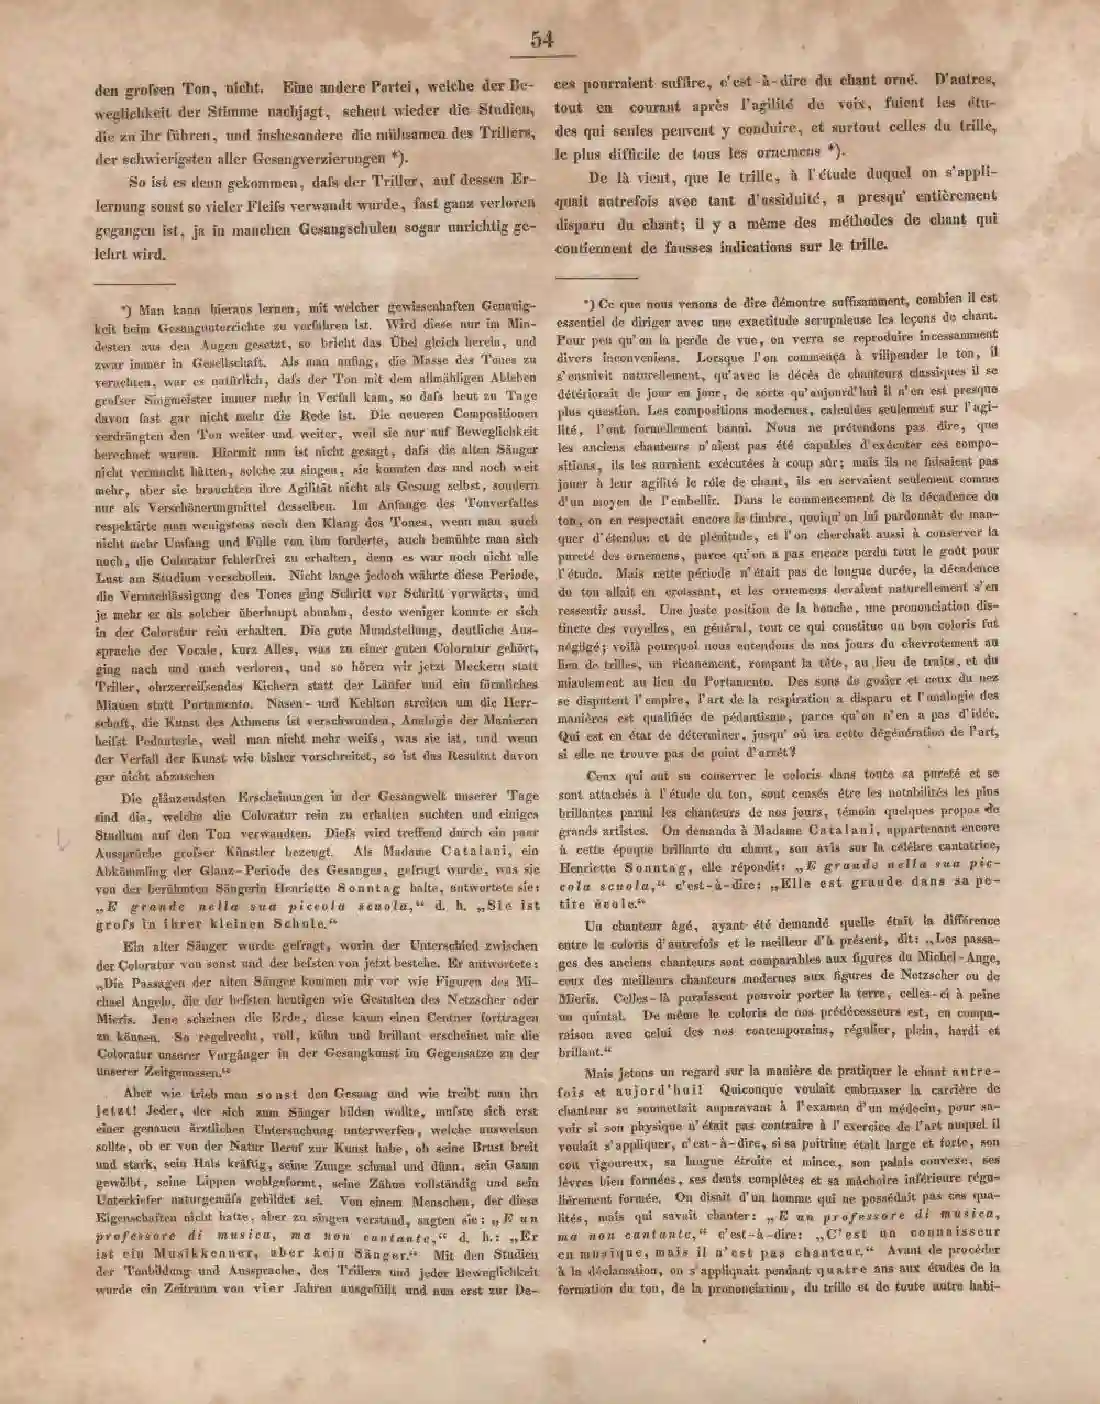 54
den grofsen Ton, nicht. Eine andere Partei, welche der Be-
weglichkeit der Stimme nachjagt, scheut wieder die Studien,
die zu ihr führen, und insbesondere die mühsamen des Trillers,
der schwierigsten aller Gesangverzierungen *).
So ist es denn gekommen, dafs der Triller, auf dessen Er-
lernung sonst so vieler Fleifs verwandt wurde, fast ganz verloren
gegangen ist, ja in manchen Gesangschulen sogar unrichtig ge-
lehrt wird.
*) Man kann hieraus lernen, mit welcher gewissenhaften Genauig-
keit beim Gesangunterrichte zu verfahren ist. Wird diese nur im Min-
desten aus den Augen gesetzt, so bricht das Übel gleich herein, und
zwar immer in Gesellschaft. Als man anfing, die Masse des Tones zu
verachten, war es natürlich, dafs der Ton mit dem allmähligen Ableben
grofser Singmeister immer mehr in Verfall kam, so dafs heut zu Tage
davon fast gar nicht mehr die Rede ist. Die neueren Compositionen
verdrängten den Ton weiter und weiter, weil sie nur auf Beweglichkeit
berechnet waren. Hiermit nun ist nicht gesagt, dafs die alten Sänger
nicht vermocht hätten, solche zu singen, sie konnten das und noch weit
mehr, aber sie brauchten ihre Agilität nicht als Gesang selbst, sondern
nur als Verschönerungmittel desselben. Im Anfange des Tonverfalles
respektirte man wenigstens noch den Klang des Tones, wenn man auch
nicht mehr Umfang und Fülle von ihm forderte, auch bemühte man sich
noch, die Coloratur fehlerfrei zu erhalten, denn es war noch nicht alle
Lust am Studium verschollen. Nicht lange jedoch währte diese Periode,
die Vernachlässigung des Tones ging Schritt vor Schritt vorwärts, und
je mehr er als solcher überhaupt abnahm, desto weniger konnte er sich
in der Coloratur rein erhalten. Die gute Mundstellung, deutliche Aus-
sprache der Vocale, kurz Alles, was zu einer guten Coloratur gehört,
ging nach und nach verloren, und so hören wir jetzt Meckern statt
Triller, ohrzerreifsendes Kichern statt der Läufer und ein förmliches
Miauen statt Portamento. Nasen- und Kehlton streiten um die Herr-
schaft, die Kunst des Athmens ist verschwunden, Analogie der Manieren
heifst Pedanterie, weil man nicht mehr weifs, was sie ist, und wenn
der Verfall der Kunst wie bisher vorschreitet, so ist das Resultat davon
gar nicht abzusehen
Die glänzendsten Erscheinungen in der Gesangwelt unserer Tage
sind die, welche die Coloratur rein zu erhalten suchten und einiges
Studium auf den Ton verwandten. Diefs wird treffend durch ein paar
Aussprüche grofser Künstler bezeugt. Als Madame Catalani, ein
Abkömmling der Glanz-Periode des Gesanges, gefragt wurde, was sie
von der berühmten Sängerin Henriette Sonntag halte, antwortete sie:
„E grande nella sua piccola scuola,“ d. h. „Sie ist
grofs in ihrer kleinen Schule.“
Ein alter Sänger wurde gefragt, worin der Unterschied zwischen
der Coloratur von sonst und der befsten von jetzt bestehe. Er antwortete:
„Die Passagen der alten Sänger kommen mir vor wie Figuren des Mi-
chael Angelo, die der befsten heutigen wie Gestalten des Netzscher oder
Mieris. Jene scheinen die Erde, diese kaum einen Centner forttragen
zu können. So regelrecht, voll, kühn und brillant erscheinet mir die
Coloratur unserer Vorgänger in der Gesangkunst im Gegensatze zu der
unserer Zeitgenossen.“
Aber wie trieb man sonst den Gesang und wie treibt man ihn
jetzt! Jeder, der sich zum Sänger bilden wollte, mufste sich erst
einer genauen ärztlichen Untersuchung unterwerfen, welche ausweisen
sollte, ob er von der Natur Beruf zur Kunst habe, ob seine Brust breit
und stark, sein Hals kräftig, seine Zunge schmal und dünn, sein Gaum
gewölbt, seine Lippen wohlgeformt, seine Zähne vollständig und sein
Unterkiefer naturgemäfs gebildet sei. Von einem Menschen, der diese
Eigenschaften nicht hatte, aber zu singen verstand, sagten sie: „E un
professore di musica, ma non cantante,“ d. h.: „Er
ist ein Musikkenner, aber kein Sänger.“ Mit den Studien
der Tonbildung und Aussprache, des Trillers und jeder Beweglichkeit
wurde ein Zeitraum von vier Jahren ausgefüllt und nun erst zur De-
ces pourraient suffire, c'est-à-dire du chant orné. D'autres,
tout en courant après l'agilité de voix, fuient les étu-
des qui seules peuvent y conduire, et surtout celles du trille,
le plus difficile de tous les ornemens *).
De là vient, que le trille, à l'étude duquel on s'appli-
quait autrefois avec tant d'assiduité, a presqu' entièrement
disparu du chant; il y a même des méthodes de chant qui
contiennent de fausses indications sur le trille.
*) Ce que nous venons de dire démontre suffisamment, combien il est
essentiel de diriger avec une exactitude scrupuleuse les leçons de chant.
Pour peu qu'on la perde de vue, on verra se reproduire incessamment
divers inconveniens. Lorsque l'on commença à vilipender le ton, il
s'ensuivit naturellement, qu'avec le décès de chanteurs classiques il se
détériorait de jour en jour, de sorte qu'aujourd'hui il n'en est presque
plus question. Les compositions modernes, calculées seulement sur l'agi-
lité, l'ont formellement banni. Nous ne prétendons pas dire, que
les anciens chanteurs n'aient pas été capables d'exécuter ces compo-
sitions, ils les auraient exécutées à coup sûr; mais ils ne faisaient pas
jouer à leur agilité le rôle de chant, ils en servaient seulement comme
d'un moyen de l'embellir. Dans le commencement de la décadence du
ton, on en respectait encore le timbre, quoiqu'on lui pardonnât de man-
quer d'étendue et de plénitude, et l'on cherchait aussi à conserver la
pureté des ornemens, parce qu'on a pas encore perdu tout le goût pour
l'étude. Mais cette période n'était pas de longue durée, la décadence
du ton allait en croissant, et les ornemens devaient naturellement s'en
ressentir aussi. Une juste position de la bouche, une prononciation dis-
tincte des voyelles, en général, tout ce qui constitue un bon coloris fut
négligé; voilà pourquoi nous entendons de nos jours du chevrotement au
lieu de trilles, un ricanement, rompant la tête, au lieu de traits, et du
miaulement au lieu du Portamento. Des sons de gosier et ceux du nez
se disputent l'empire, l'art de la respiration a disparu et l'analogie des
manières est qualifiée de pédantisme, parce qu'on n'en a pas d'idée.
Qui est en état de déterminer, jusqu' où ira cette dégénération de l'art,
si elle ne trouve pas de point d'arrêt?
Ceux qui ont su conserver le coloris dans toute sa pureté et se
sont attachés à l'étude du ton, sont censés être les notabilités les plus
brillantes parmi les chanteurs de nos jours, témoin quelques propos de
grands artistes. On demanda à Madame Catalani, appartenant encore
à cette époque brillante du chant, son avis sur la célèbre cantatrice,
Henriette Sonntag, elle répondit: „E grande nella sua pic-
cola scuola,“ c'est-à-dire: „Elle est grande dans sa pe-
tite école.“
Un chanteur âgé, ayant été demandé quelle était la différence
entre le coloris d'autrefois et le meilleur d'à présent, dit: „Les passa-
ges des anciens chanteurs sont comparables aux figures du Michel-Ange,
ceux des meilleurs chanteurs modernes aux figures de Netzscher ou de
Mieris. Celles-là paraissent pouvoir porter la terre, celles-ci à peine
un quintal. De même le coloris de nos prédécesseurs est, en compa-
raison avec celui des nos contemporains, régulier, plein, hardi et
brillant.“
Mais jetons un regard sur la manière de pratiquer le chant autre-
fois et aujord'hui! Quiconque voulait embrasser la carrière de
chanteur se soumettait auparavant à l'examen d'un médecin, pour sa-
voir si son physique n'était pas contraire à l'exercice de l'art auquel il
voulait s'appliquer, c'est-à-dire, si sa poitrine était large et forte, son
cou vigoureux, sa langue étroite et mince, son palais convexe, ses
lèvres bien formées, ses dents complètes et sa mâchoire inférieure régu-
lièrement formée. On disait d'un homme qui ne possédait pas ces qua-
lités, mais qui savait chanter: „E un professore di musica,
ma non cantante,“ c'est-à-dire: „C'est un connaisseur
en musique, mais il n'est pas chanteur.“ Avant de procéder
à la déclamation, on s'appliquait pendant quatre ans aux études de la
formation du ton, de la prononciation, du trille et de toute autre habi-